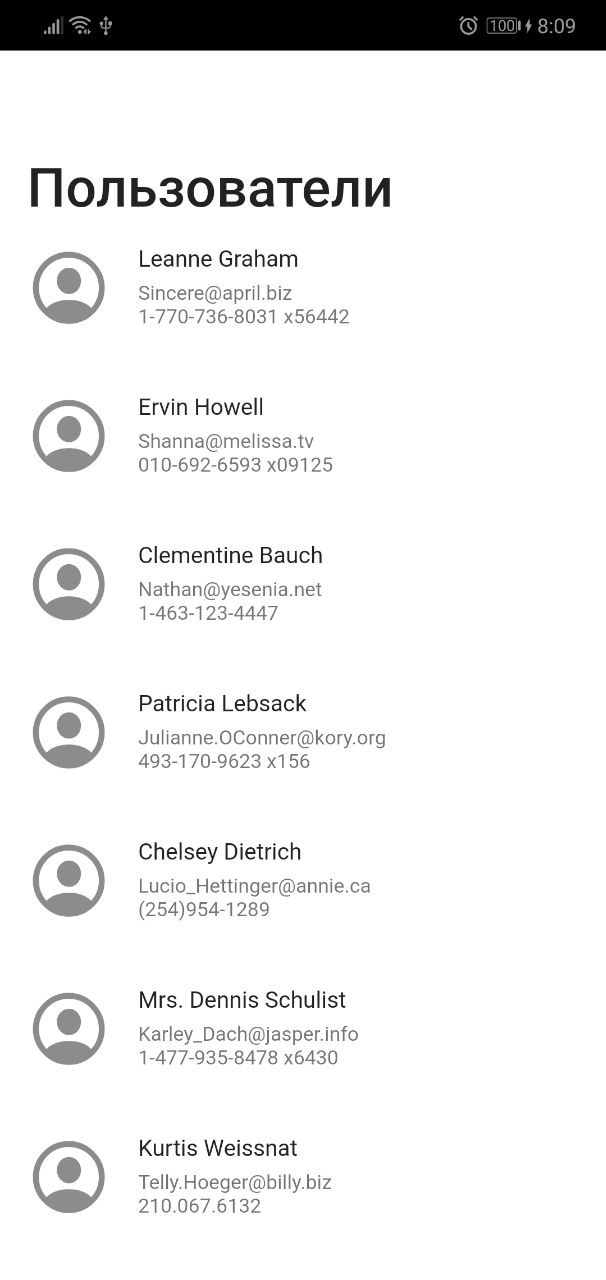 100 8:09
Пользователи
Leanne Graham
Sincere@april.biz
1-770-736-8031 x56442
Ervin Howell
Shanna@melissa.tv
010-692-6593 x09125
Clementine Bauch
Nathan@yesenia.net
1-463-123-4447
Patricia Lebsack
Julianne.OConner@kory.org
493-170-9623 x156
Chelsey Dietrich
Lucio_Hettinger@annie.ca
(254)954-1289
Mrs. Dennis Schulist
Karley_Dach@jasper.info
1-477-935-8478 x6430
Kurtis Weissnat
Telly.Hoeger@billy.biz
210.067.6132